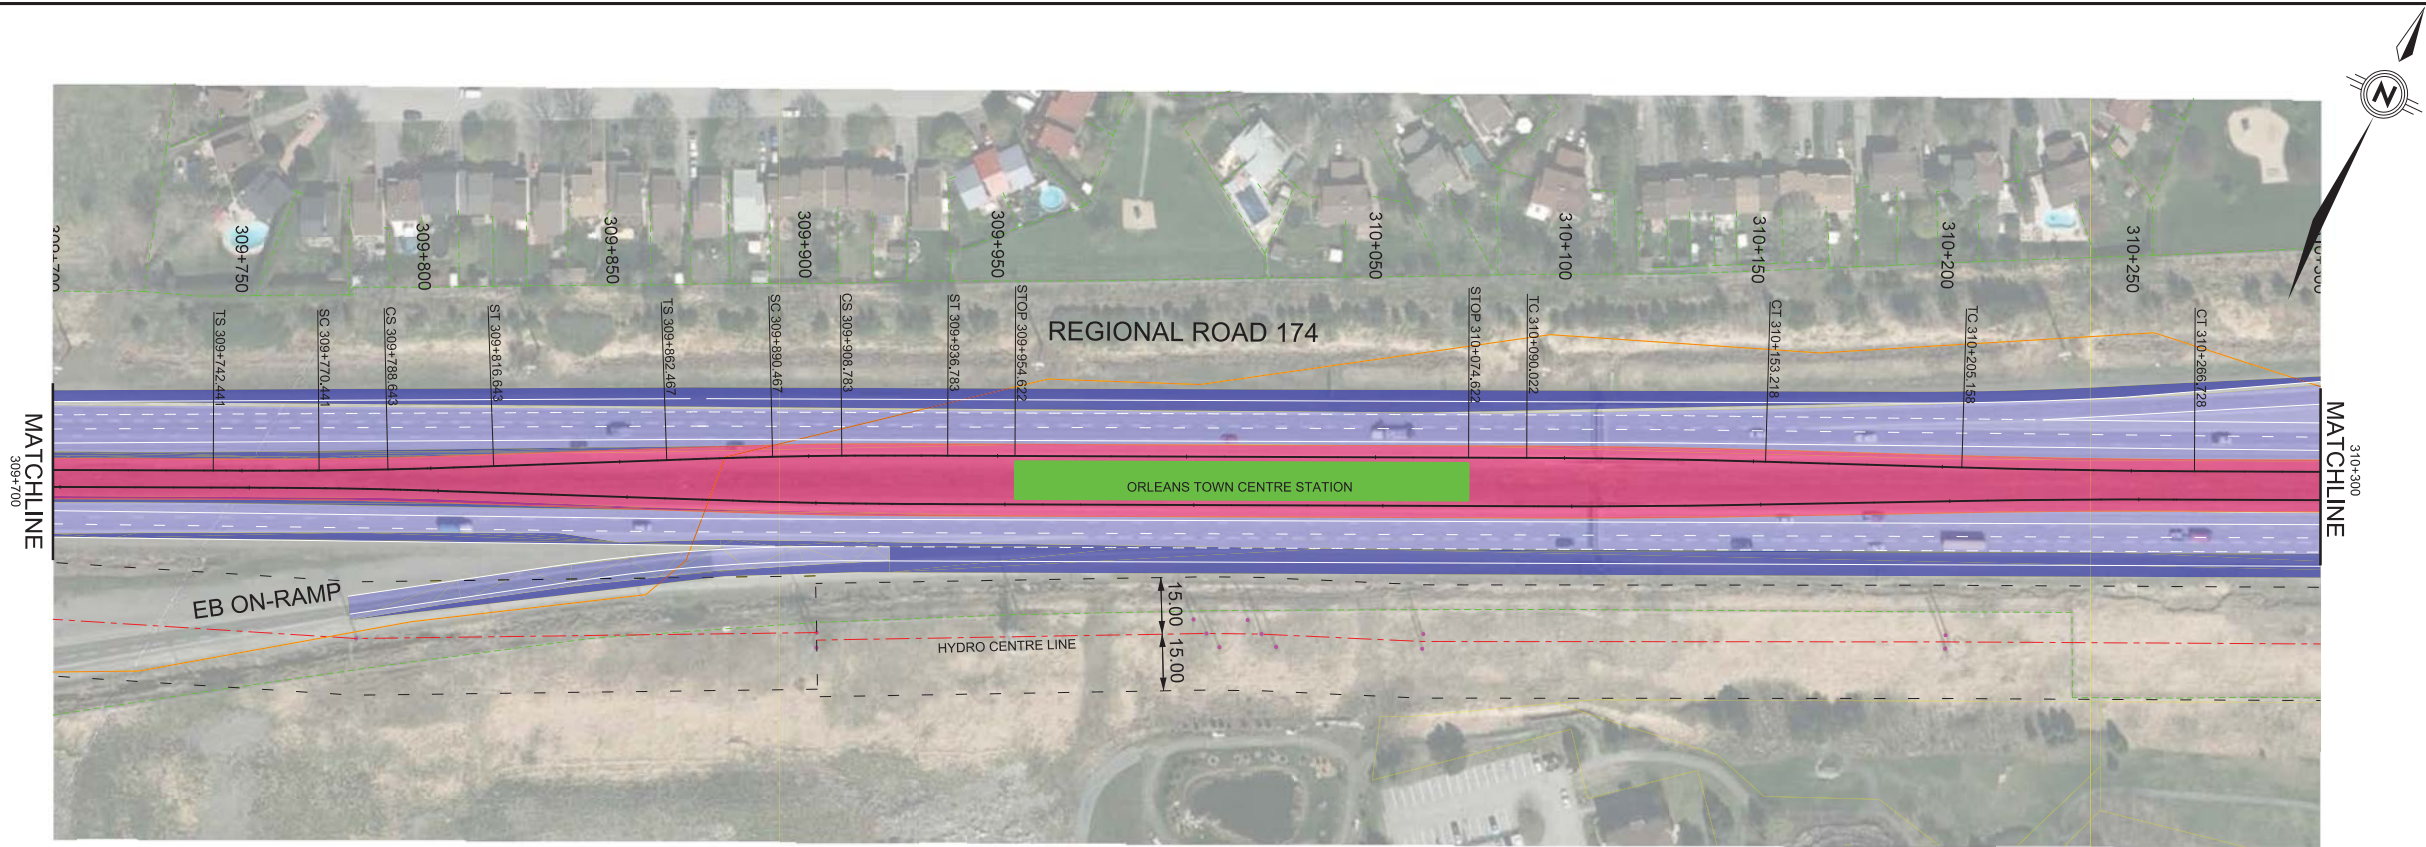 N
309+750
309+800
309+850
309+900
309+950
310+050
310+100
310+150
310+200
310+250
TS 309+742.441
SC 309+770.441
CS 309+788.643
ST 309+816.643
TS 309+862.467
SC 309+890.467
CS 309+908.783
ST 309+936.783
STOP 309+954.622
STOP 310+074.622
TC 310+090.022
CT 310+153.218
TC 310+205.158
CT 310+266.728
REGIONAL ROAD 174
MATCHLINE
309+700
ORLEANS TOWN CENTRE STATION
MATCHLINE
310+300
EB ON-RAMP
HYDRO CENTRE LINE
15.00
15.00